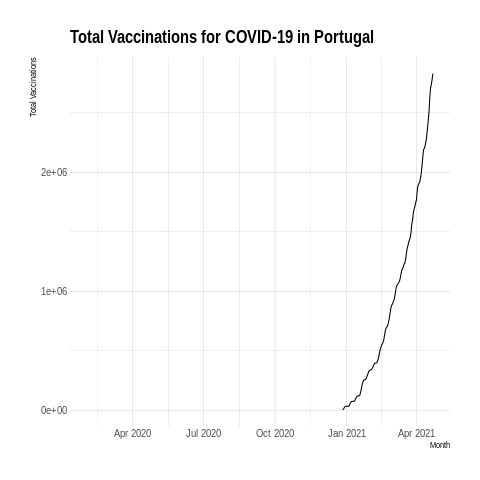 Total Vaccinations for COVID-19 in Portugal
Total Vaccinations
2e+06
1e+06
0e+00
Apr 2020 Jul 2020 Oct 2020 Jan 2021 Apr 2021
Month